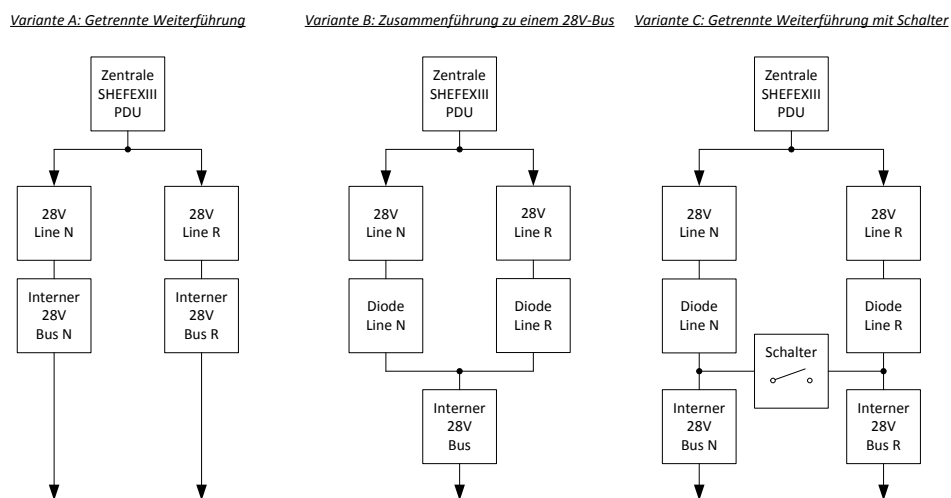 Variante A: Getrennte Weiterführung
Zentrale
SHEFEXIII
PDU
28V
Line N
28V
Line R
Interner
28V
Bus N
Interner
28V
Bus R
Variante B: Zusammenführung zu einem 28V-Bus
Zentrale
SHEFEXIII
PDU
28V
Line N
28V
Line R
Diode
Line N
Diode
Line R
Interner
28V
Bus
Variante C: Getrennte Weiterführung mit Schalter
Zentrale
SHEFEXIII
PDU
28V
Line N
28V
Line R
Diode
Line N
Diode
Line R
Schalter
Interner
28V
Bus N
Interner
28V
Bus R